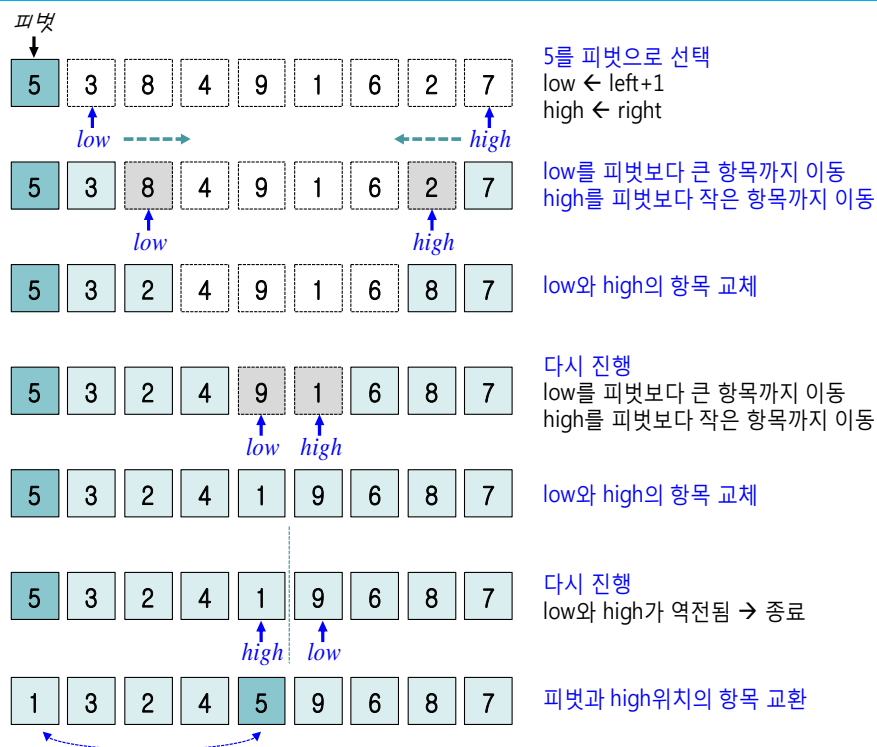 피벗
5 3 8 4 9 1 6 2 7
low high
5를 피벗으로 선택
low ← left+1
high ← right
5 3 8 4 9 1 6 2 7
low high
low를 피벗보다 큰 항목까지 이동
high를 피벗보다 작은 항목까지 이동
5 3 2 4 9 1 6 8 7
low와 high의 항목 교체
5 3 2 4 9 1 6 8 7
low high
다시 진행
low를 피벗보다 큰 항목까지 이동
high를 피벗보다 작은 항목까지 이동
5 3 2 4 1 9 6 8 7
low와 high의 항목 교체
5 3 2 4 1 9 6 8 7
high low
다시 진행
low와 high가 역전됨 → 종료
1 3 2 4 5 9 6 8 7
피벗과 high위치의 항목 교환